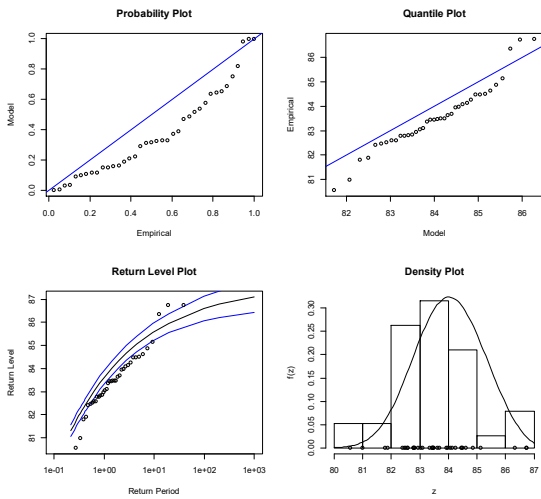 Probability Plot
Model
0.0 0.2 0.4 0.6 0.8 1.0
0.0 0.2 0.4 0.6 0.8 1.0
Empirical
Quantile Plot
Empirical
81 82 83 84 85 86
82 83 84 85 86
Model
Return Level Plot
Return Level
81 82 83 84 85 86 87
1e-01 1e+00 1e+01 1e+02 1e+03
Return Period
Density Plot
f(z)
0.00 0.05 0.10 0.15 0.20 0.25 0.30
80 81 82 83 84 85 86 87
z